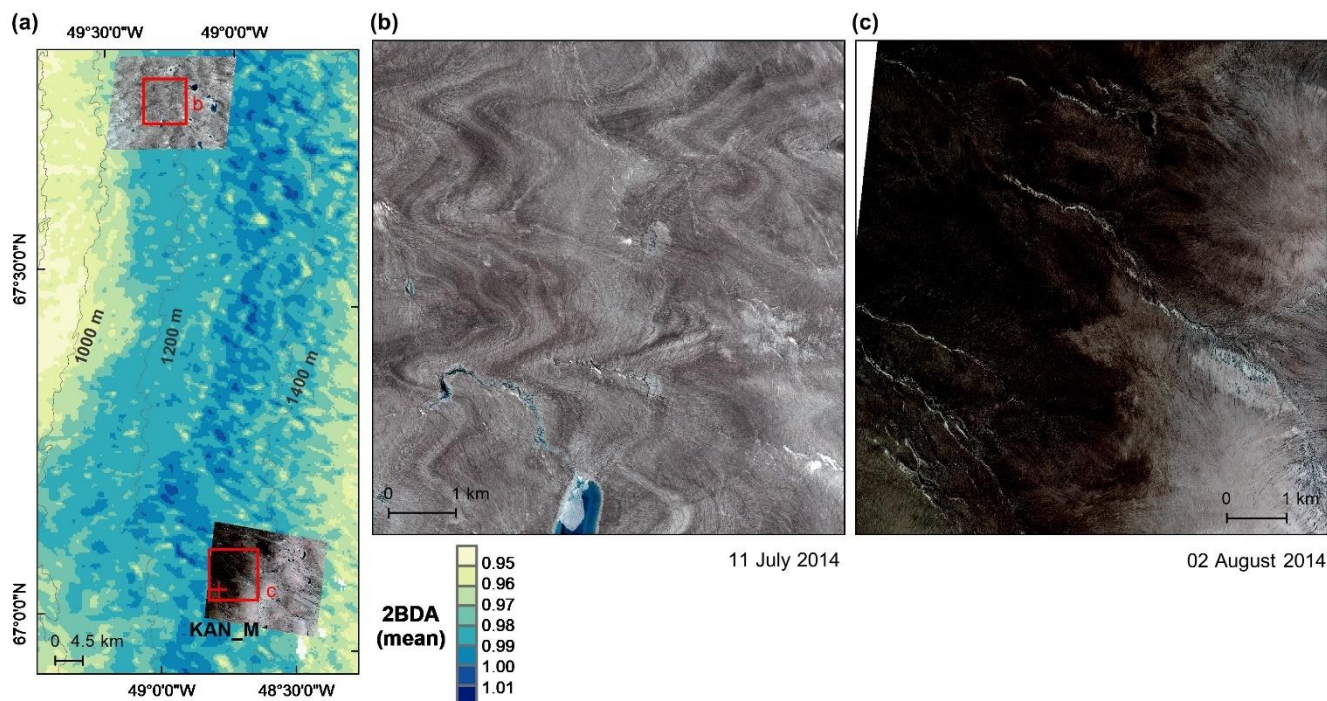 (a)
49°30'0"W 49°0'0"W
b
67°30'0"N
1000 m
1200 m
1400 m
67°0'0"N
c
KAN_M
0 4.5 km
49°0'0"W 48°30'0"W
(b)
0 1 km
11 July 2014
2BDA
(mean)
0.95
0.96
0.97
0.98
0.99
1.00
1.01
(c)
0 1 km
02 August 2014